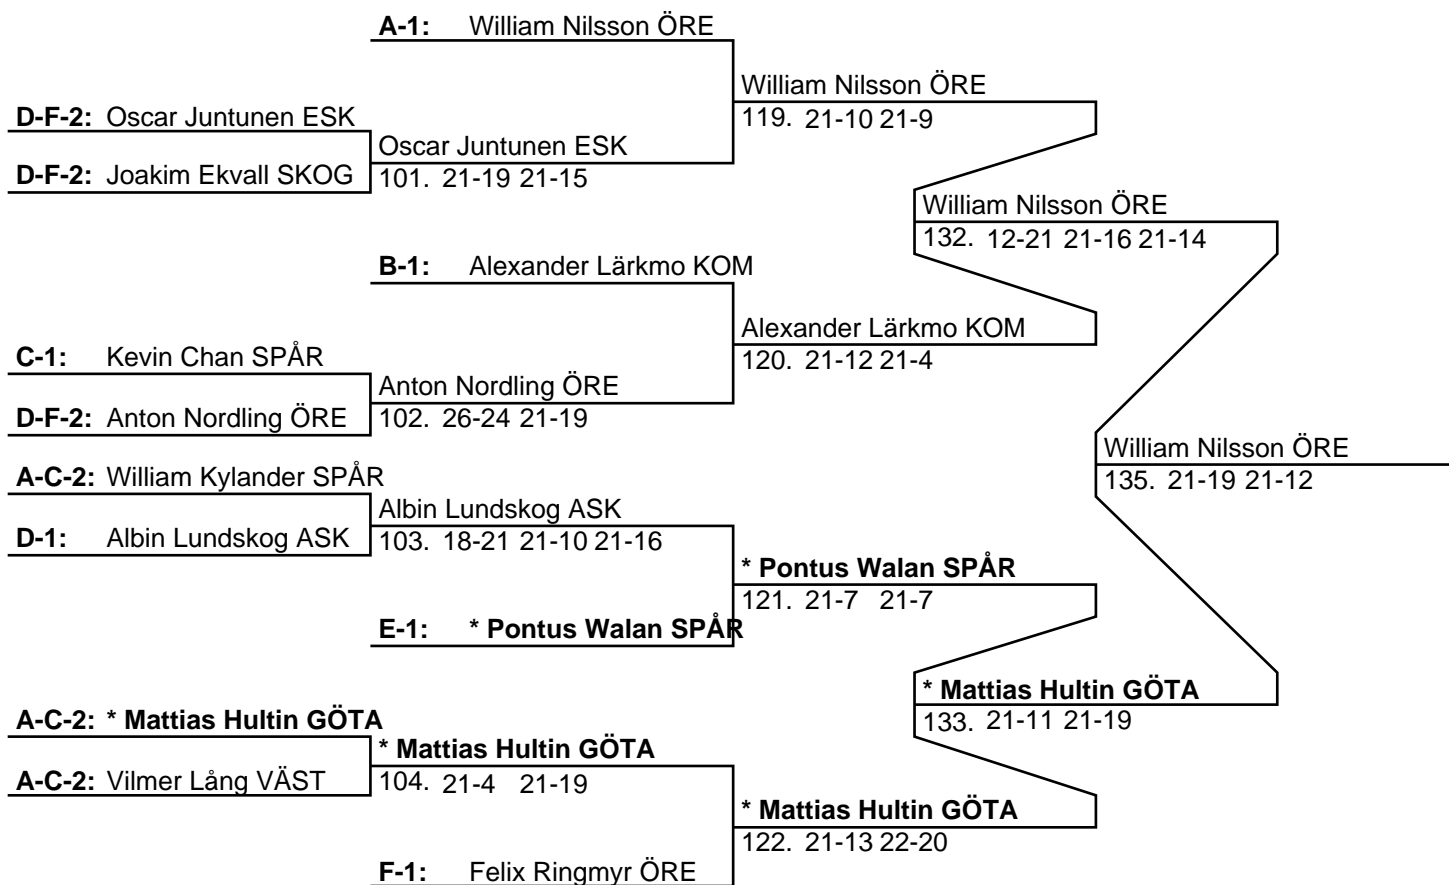 A-1: William Nilsson ÖRE
William Nilsson ÖRE
119. 21-10 21-9
D-F-2: Oscar Juntunen ESK
Oscar Juntunen ESK
D-F-2: Joakim Ekvall SKOG
101. 21-19 21-15
William Nilsson ÖRE
132. 12-21 21-16 21-14
B-1: Alexander Lärkmo KOM
Alexander Lärkmo KOM
120. 21-12 21-4
C-1: Kevin Chan SPÅR
Anton Nordling ÖRE
D-F-2: Anton Nordling ÖRE
102. 26-24 21-19
William Nilsson ÖRE
135. 21-19 21-12
A-C-2: William Kylander SPÅR
Albin Lundskog ASK
D-1: Albin Lundskog ASK
103. 18-21 21-10 21-16
* Pontus Walan SPÅR
121. 21-7 21-7
E-1: * Pontus Walan SPÅR
* Mattias Hultin GÖTA
133. 21-11 21-19
A-C-2: * Mattias Hultin GÖTA
* Mattias Hultin GÖTA
A-C-2: Vilmer Lång VÄST
104. 21-4 21-19
* Mattias Hultin GÖTA
122. 21-13 22-20
F-1: Felix Ringmyr ÖRE